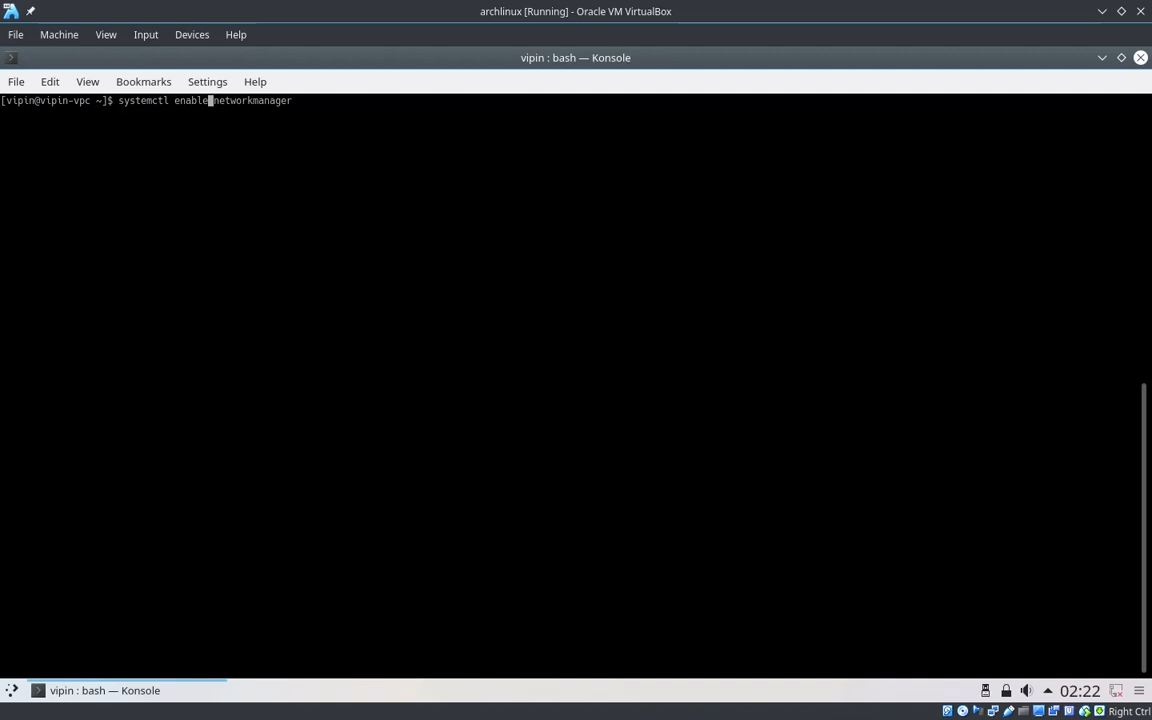 archlinux [Running] - Oracle VM VirtualBox
File Machine View Input Devices Help
vipin : bash — Konsole
File Edit View Bookmarks Settings Help
[vipin@vipin-vpc ~]$ systemctl enable networkmanager
vipin : bash — Konsole
02:22
Right Ctrl